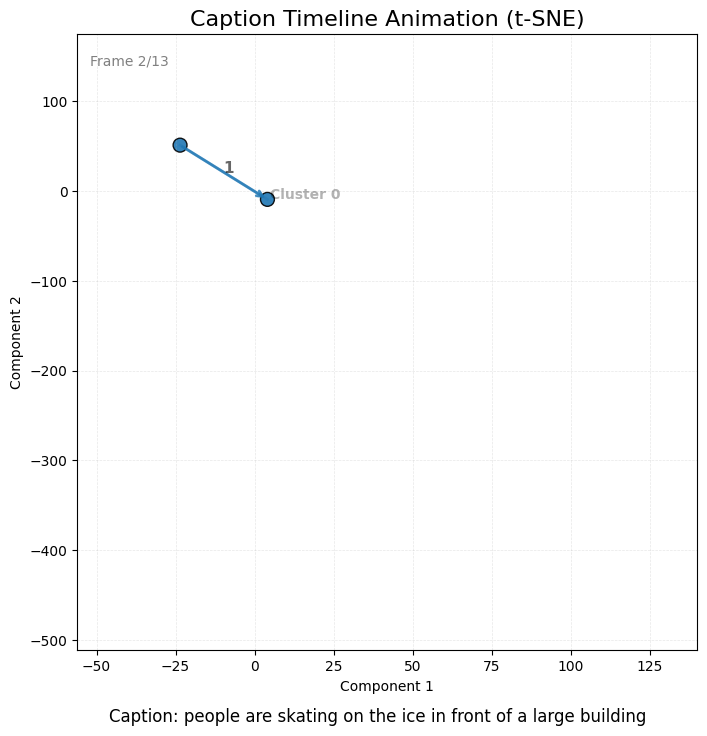 Caption Timeline Animation (t-SNE)
Frame 2/13
100
0
−100
−200
−300
−400
−500
Component 2
1
Cluster 0
−50 −25 0 25 50 75 100 125
Component 1
Caption: people are skating on the ice in front of a large building